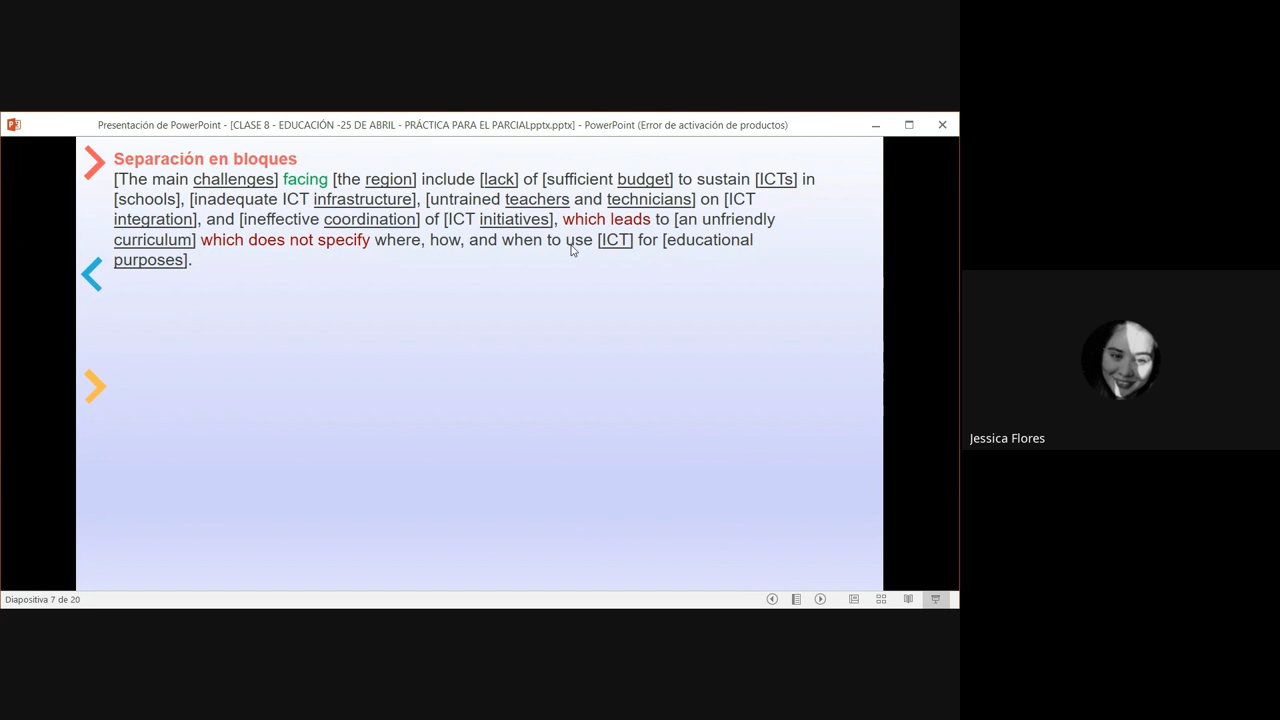 Presentación de PowerPoint - [CLASE 8 - EDUCACIÓN -25 DE ABRIL - PRÁCTICA PARA EL PARCIALpptx.pptx] - PowerPoint (Error de activación de productos)
Separación en bloques
[The main challenges] facing [the region] include [lack] of [sufficient budget] to sustain [ICTs] in
[schools], [inadequate ICT infrastructure], [untrained teachers and technicians] on [ICT
integration], and [ineffective coordination] of [ICT initiatives], which leads to [an unfriendly
curriculum] which does not specify where, how, and when to use [ICT] for [educational
purposes].
Jessica Flores
Diapositiva 7 de 20